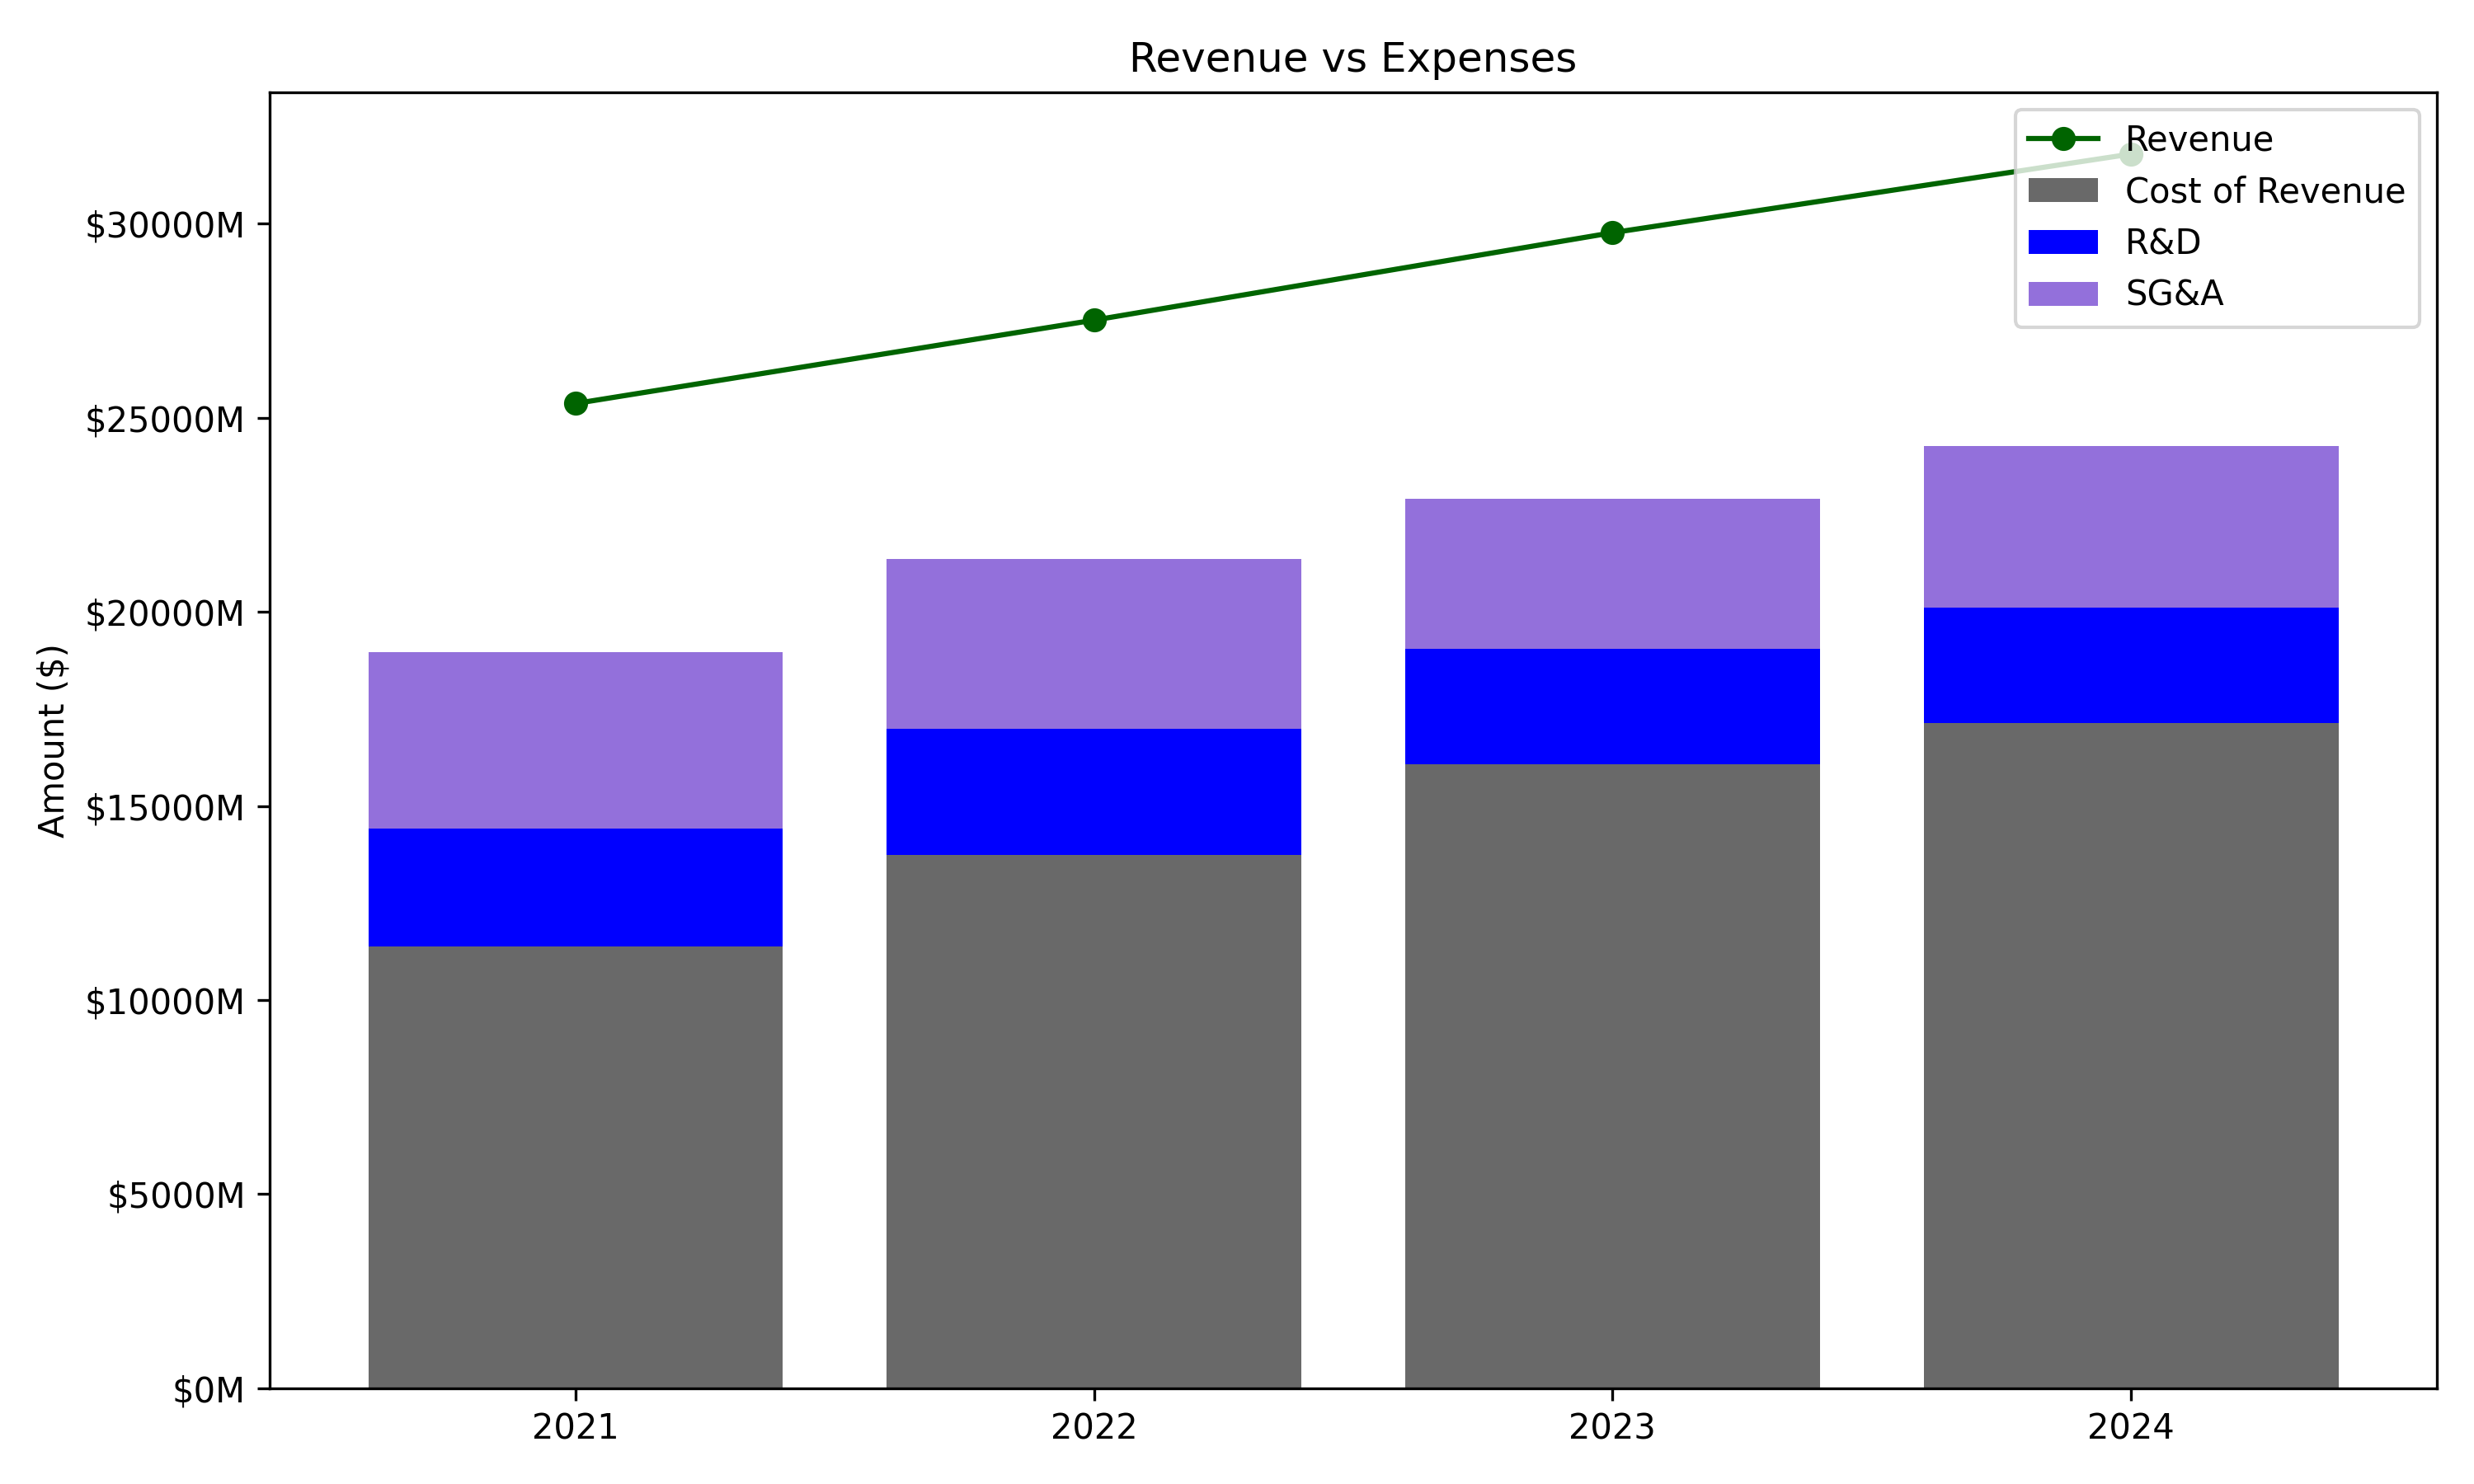 Revenue vs Expenses
Revenue
Cost of Revenue
R&D
SG&A
Amount ($)
$30000M
$25000M
$20000M
$15000M
$10000M
$5000M
$0M
2021 2022 2023 2024